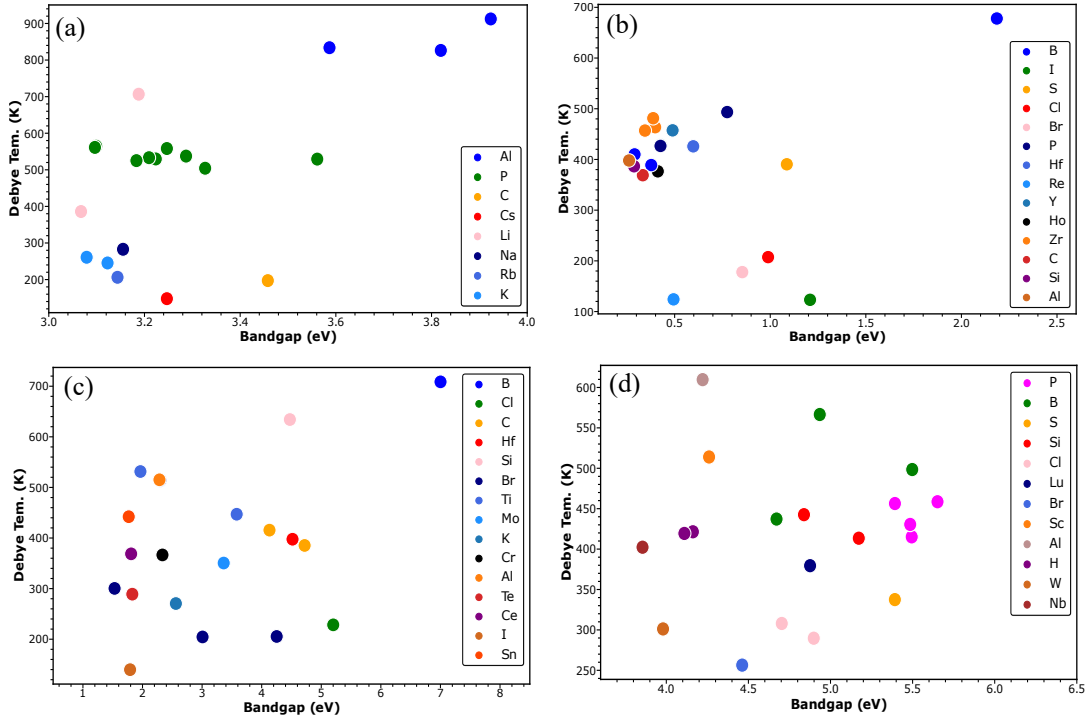 (a)
Debye Tem. (K)
900
800
700
600
500
400
300
200
3.0 3.2 3.4 3.6 3.8 4.0
Bandgap (eV)
Al
P
C
Cs
Li
Na
Rb
K
(b)
Debye Tem. (K)
700
600
500
400
300
200
100
0.5 1.0 1.5 2.0 2.5
Bandgap (eV)
B
I
S
Cl
Br
P
Hf
Re
Y
Ho
Zr
C
Si
Al
(c)
Debye Tem. (K)
700
600
500
400
300
200
1 2 3 4 5 6 7 8
Bandgap (eV)
B
Cl
C
Hf
Si
Br
Ti
Mo
K
Cr
Al
Te
Ce
I
Sn
(d)
Debye Tem. (K)
600
550
500
450
400
350
300
250
4.0 4.5 5.0 5.5 6.0 6.5
Bandgap (eV)
P
B
S
Si
Cl
Lu
Br
Sc
Al
H
W
Nb